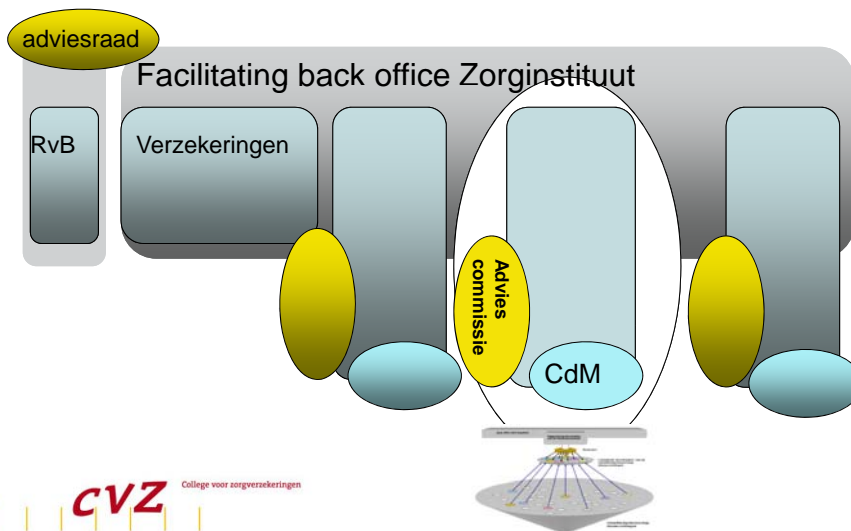 adviesraad
Facilitating back office Zorginstituut
RvB
Verzekeringen
Advies
commissie
CdM
cvz
College voor zorgverzekeringen